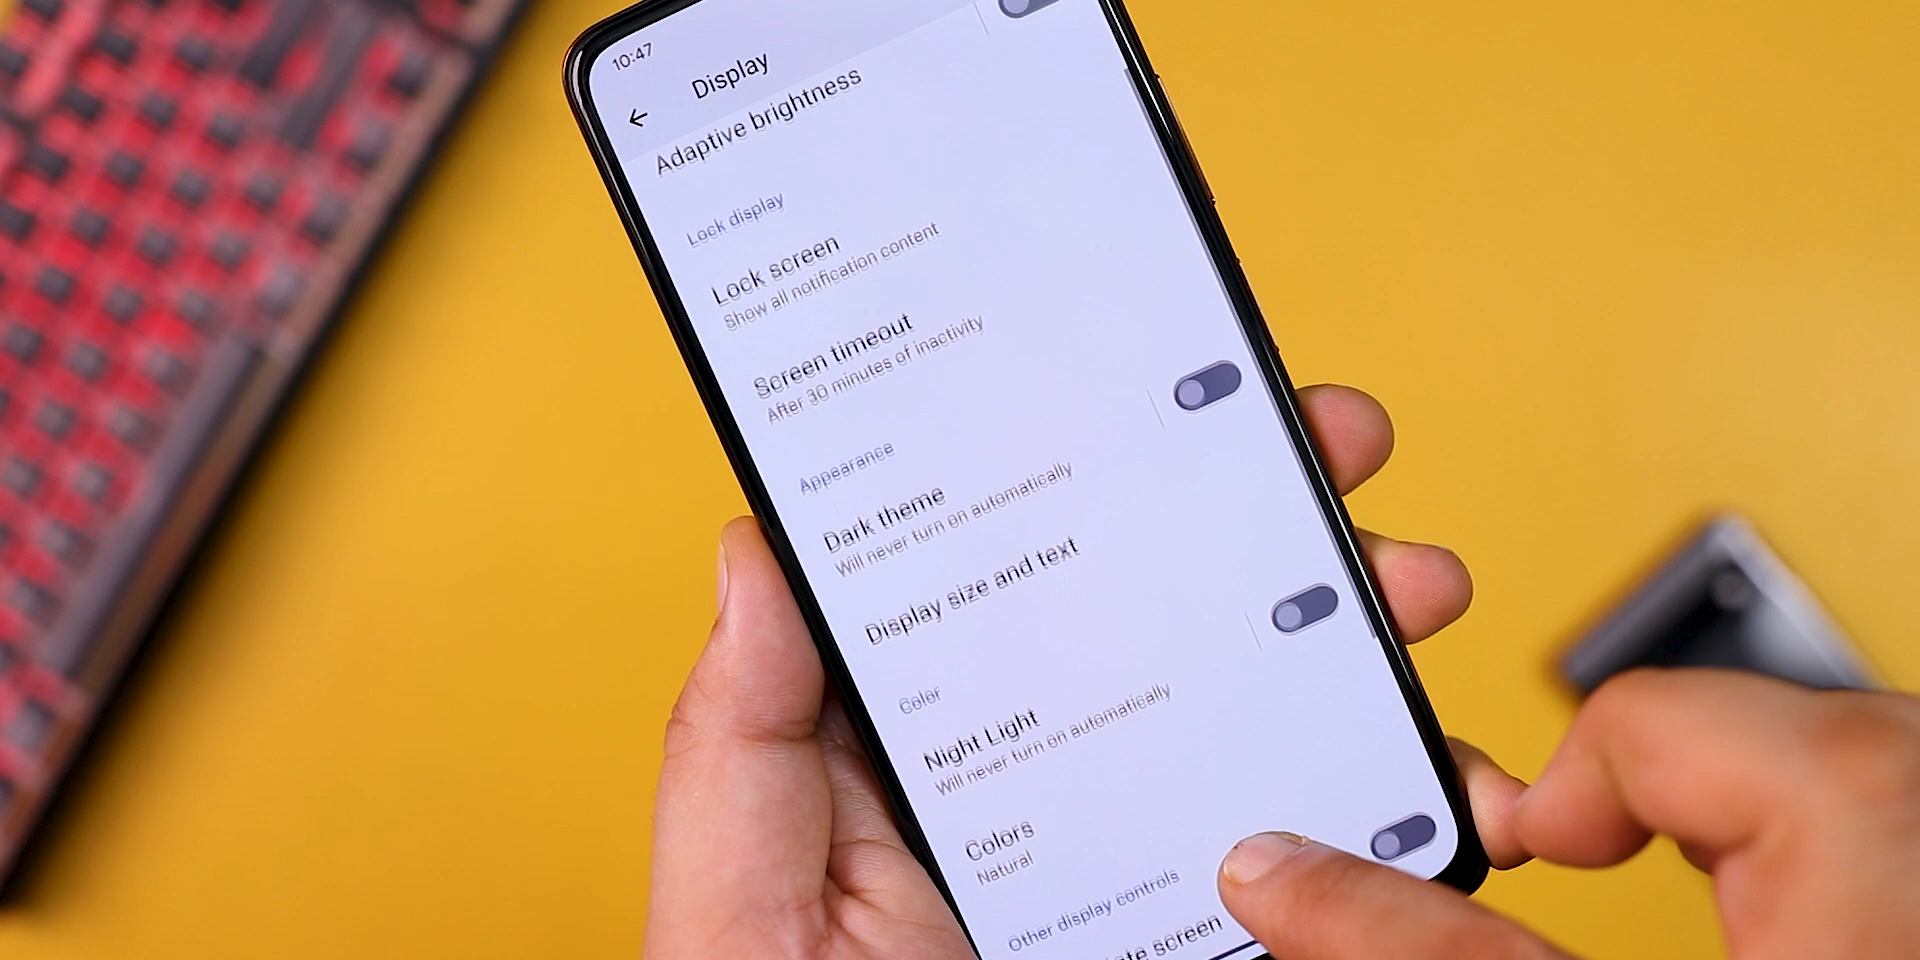 10:47
Display
Adaptive brightness
Lock display
Lock screen
Show all notification content
Screen timeout
After 30 minutes of inactivity
Appearance
Dark theme
Will never turn on automatically
Display size and text
Color
Night Light
Will never turn on automatically
Colors
Natural
Other display controls
screen